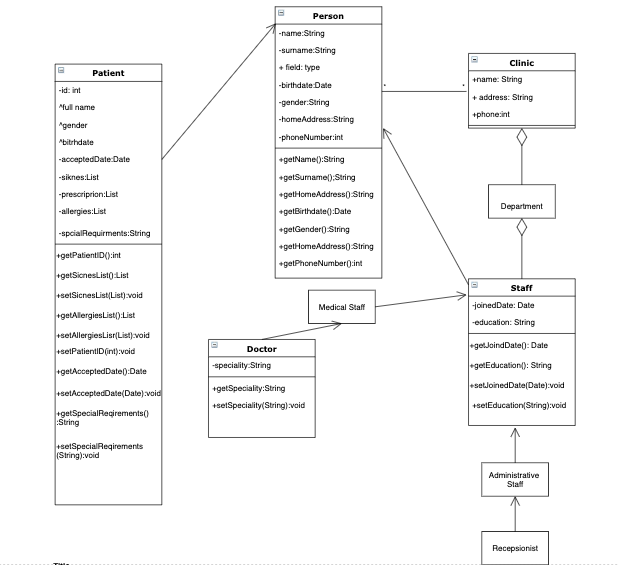 Person
-name:String
-surname:String
+ field: type
-birthdate:Date
-gender:String
-homeAddress:String
-phoneNumber:int
+getName():String
+getSurname();String
+getHomeAddress():String
+getBirthdate():Date
+getGender():String
+getHomeAddress():String
+getPhoneNumber():int
Patient
-id: int
^full name
^gender
^bitrhdate
-acceptedDate:Date
-siknes:List
-prescriprion:List
-allergies:List
-spcialRequirments:String
+getPatientID():int
+getSicnesList():List
+setSicnesList(List):void
+getAllergiesList():List
+setAllergiesLisr(List):void
+setPatientID(int):void
+getAcceptedDate():Date
+setAcceptedDate(Date):void
+getSpecialReqirements()
:String
+setSpecialReqirements
(String):void
Clinic
+name: String
+ address: String
+phone:int
Department
Staff
-joinedDate: Date
-education: String
+getJoindDate(): Date
+getEducation(): String
+setJoinedDate(Date):void
+setEducation(String):void
Medical Staff
Doctor
-speciality:String
+getSpeciality:String
+setSpeciality(String):void
Administrative
Staff
Recepsionist